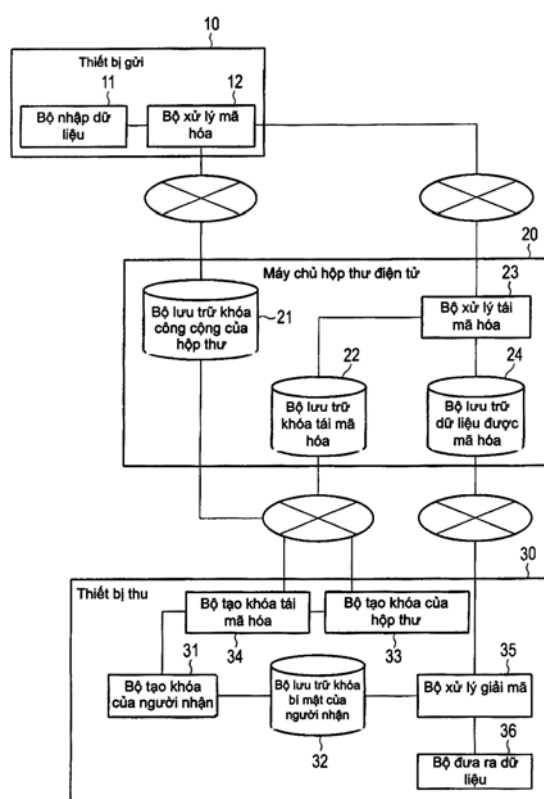 10
Thiết bị gửi
11
12
Bộ nhập dữ
liệu
Bộ xử lý mã
hóa
20
Máy chủ hộp thư điện tử
23
Bộ lưu trữ khóa
công cộng của
hộp thư
21
Bộ xử lý tái
mã hóa
22
24
Bộ lưu trữ
khóa tái mã
hóa
Bộ lưu trữ
dữ liệu được
mã hóa
30
Thiết bị thu
Bộ tạo khóa tái
mã hóa
Bộ tạo khóa của
hộp thư
31
34
33
35
Bộ tạo khóa
của người nhận
Bộ lưu trữ khóa
bí mật của
người nhận
Bộ xử lý giải mã
32
36
Bộ đưa ra dữ
liệu